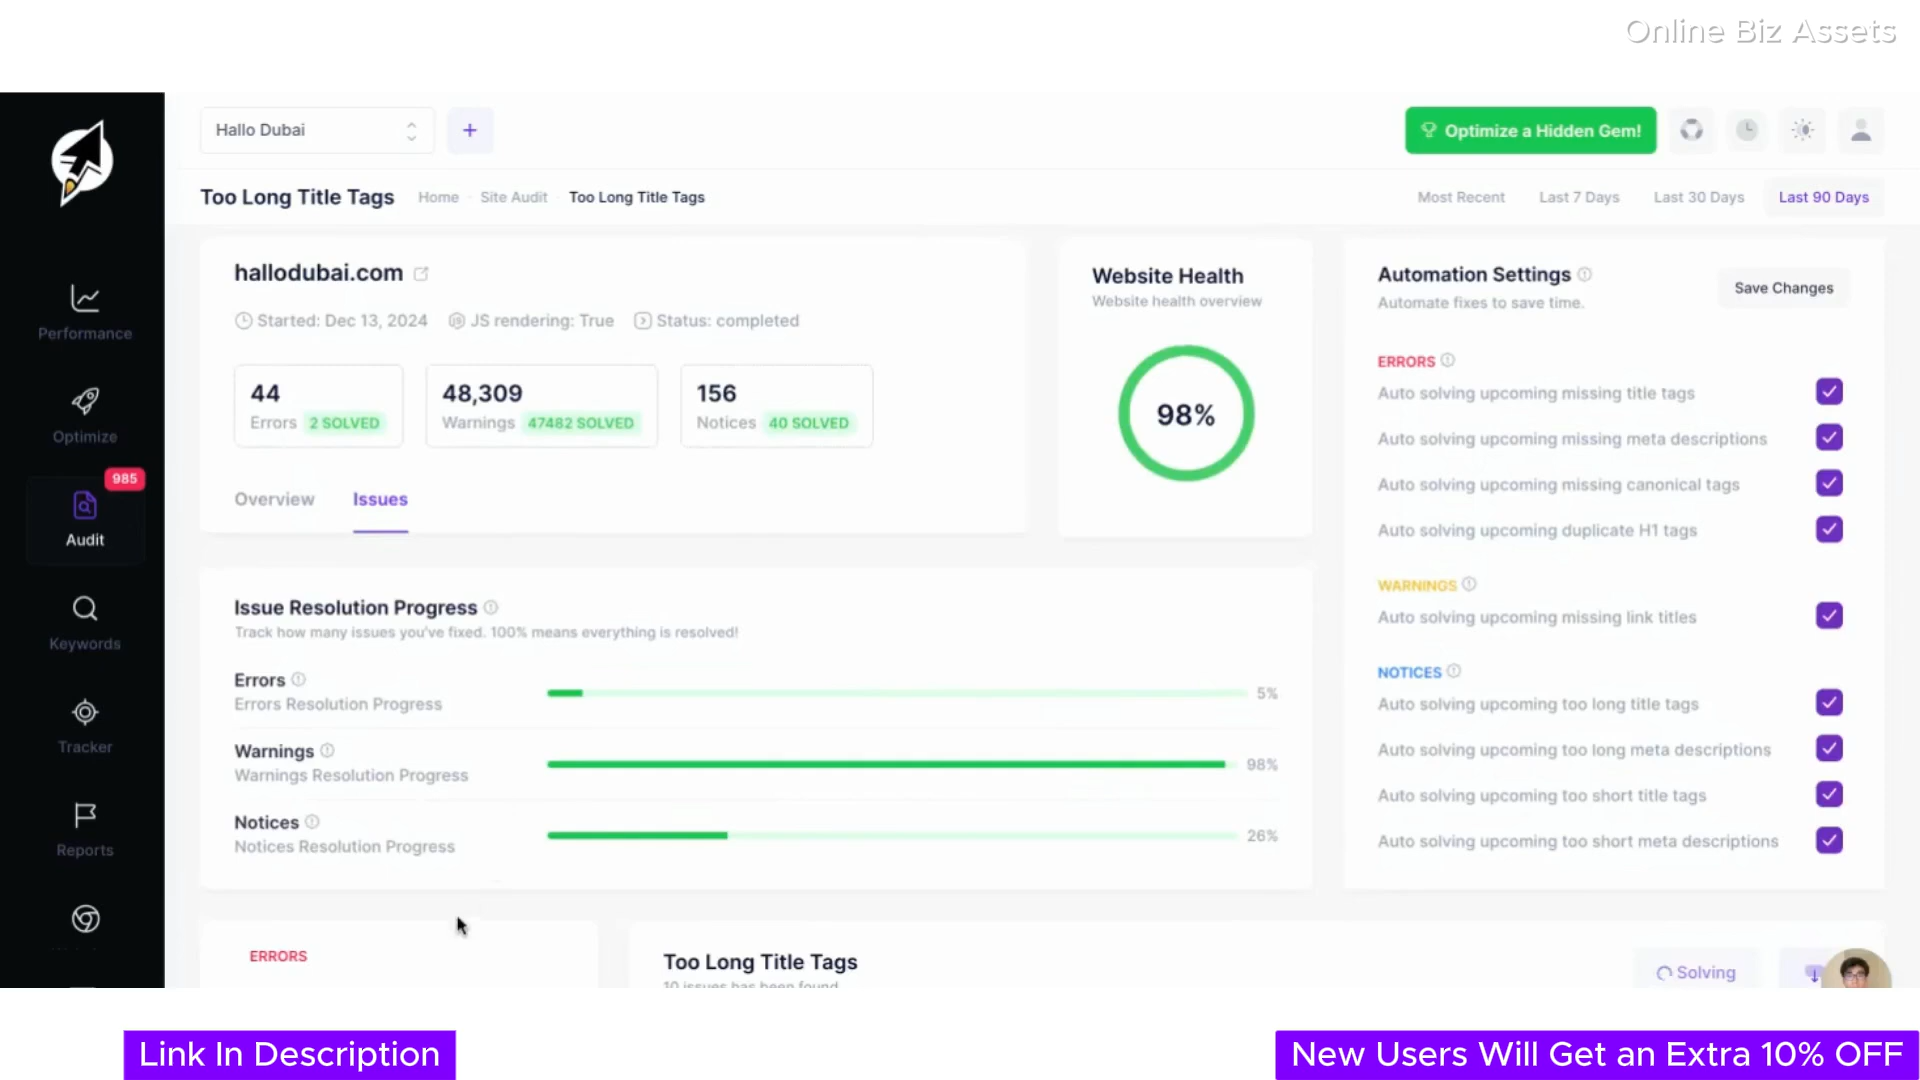 Online Biz Assets
Hallo Dubai
+
Optimize a Hidden Gem!
Too Long Title Tags
Home · Site Audit · Too Long Title Tags
Most Recent
Last 7 Days
Last 30 Days
Last 90 Days
Performance
Optimize
985
Audit
Keywords
Tracker
Reports
hallodubai.com
Started: Dec 13, 2024
JS rendering: True
Status: completed
44
Errors 2 SOLVED
48,309
Warnings 47482 SOLVED
156
Notices 40 SOLVED
Overview
Issues
Website Health
Website health overview
98%
Automation Settings
Automate fixes to save time.
Save Changes
ERRORS
Auto solving upcoming missing title tags
Auto solving upcoming missing meta descriptions
Auto solving upcoming missing canonical tags
Auto solving upcoming duplicate H1 tags
WARNINGS
Auto solving upcoming missing link titles
NOTICES
Auto solving upcoming too long title tags
Auto solving upcoming too long meta descriptions
Auto solving upcoming too short title tags
Auto solving upcoming too short meta descriptions
Issue Resolution Progress
Track how many issues you've fixed. 100% means everything is resolved!
Errors
Errors Resolution Progress
5%
Warnings
Warnings Resolution Progress
98%
Notices
Notices Resolution Progress
26%
ERRORS
Too Long Title Tags
10 issues has been found
Solving
Link In Description
New Users Will Get an Extra 10% OFF